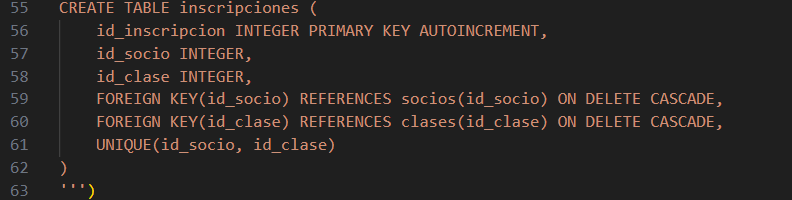 55 CREATE TABLE inscripciones (
56 id_inscripcion INTEGER PRIMARY KEY AUTOINCREMENT,
57 id_socio INTEGER,
58 id_clase INTEGER,
59 FOREIGN KEY(id_socio) REFERENCES socios(id_socio) ON DELETE CASCADE,
60 FOREIGN KEY(id_clase) REFERENCES clases(id_clase) ON DELETE CASCADE,
61 UNIQUE(id_socio, id_clase)
62 )
63 ''')